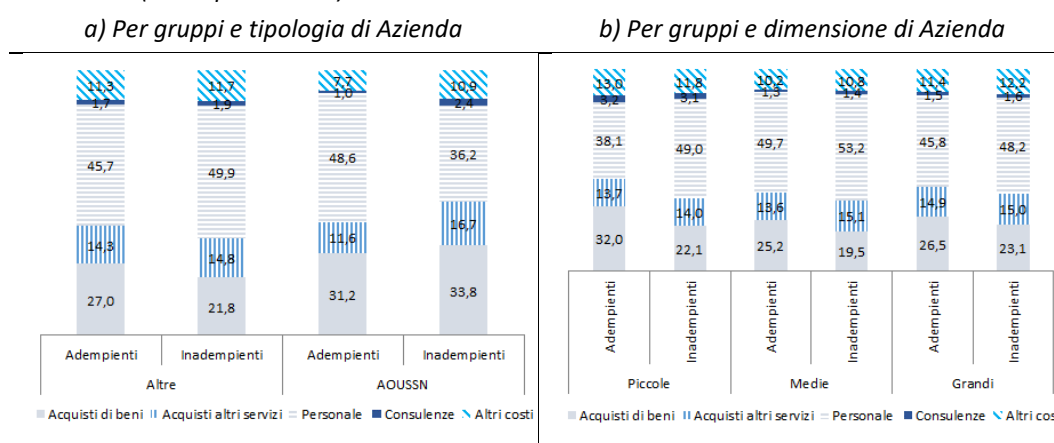 a) Per gruppi e tipologia di Azienda
11,3 11,7 7,7 10,9
1,7 1,9 1,0 2,4
45,7 49,9 48,6 36,2
14,3 14,8 11,6 16,7
27,0 21,8 31,2 33,8
Adempienti Inadempienti Adempienti Inadempienti
Altre AOUSSN
Acquisti di beni Acquisti altri servizi Personale Consulenze Altri costi
b) Per gruppi e dimensione di Azienda
13,0 11,8 10,2 10,8 11,4 12,2
3,2 3,1 1,3 1,4 1,5 1,6
38,1 49,0 49,7 53,2 45,8 48,2
13,7 14,0 13,6 15,1 14,9 15,0
32,0 22,1 25,2 19,5 26,5 23,1
Adempienti Inadempienti Adempienti Inadempienti Adempienti Inadempienti
Piccole Medie Grandi
Acquisti di beni Acquisti altri servizi Personale Consulenze Altri cos